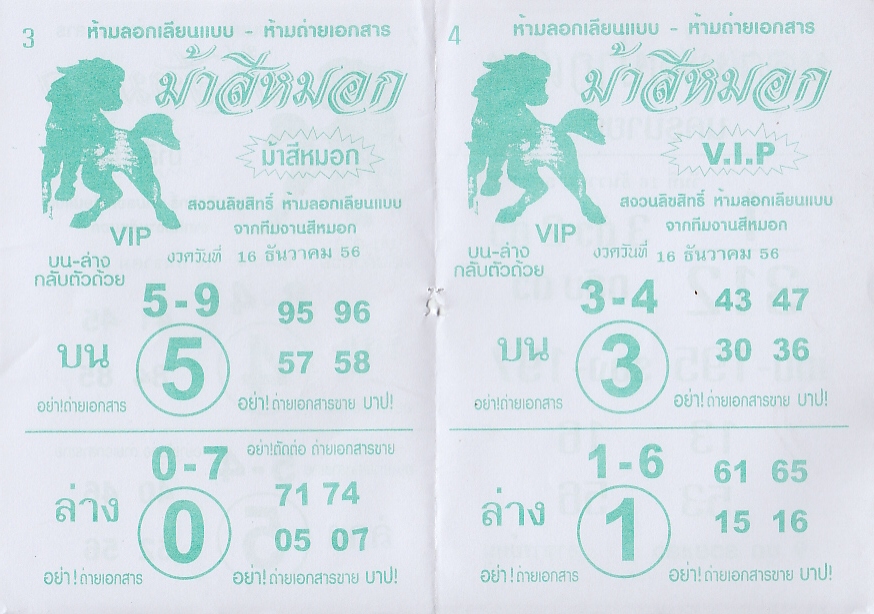 3
ห้ามลอกเลียนแบบ - ห้ามถ่ายเอกสาร
ม้าสีหมอก
ม้าสีหมอก
สงวนลิขสิทธิ์ ห้ามลอกเลียนแบบ
จากทีมงานสีหมอก
VIP
บน-ล่าง
กลับตัวด้วย
งวดวันที่ 16 ธันวาคม 56
5-9
95 96
บน 5
57 58
อย่า!ถ่ายเอกสาร อย่า!ถ่ายเอกสารขาย บาป!
0-7 อย่า!ตัดต่อ ถ่ายเอกสารขาย
71 74
ล่าง 0
05 07
อย่า!ถ่ายเอกสาร อย่า!ถ่ายเอกสารขาย บาป!
4
ห้ามลอกเลียนแบบ - ห้ามถ่ายเอกสาร
ม้าสีหมอก
V.I.P
สงวนลิขสิทธิ์ ห้ามลอกเลียนแบบ
จากทีมงานสีหมอก
VIP
บน-ล่าง
กลับตัวด้วย
งวดวันที่ 16 ธันวาคม 56
3-4
43 47
บน 3
30 36
อย่า!ถ่ายเอกสาร อย่า!ถ่ายเอกสารขาย บาป!
1-6
61 65
ล่าง 1
15 16
อย่า!ถ่ายเอกสาร อย่า!ถ่ายเอกสารขาย บาป!